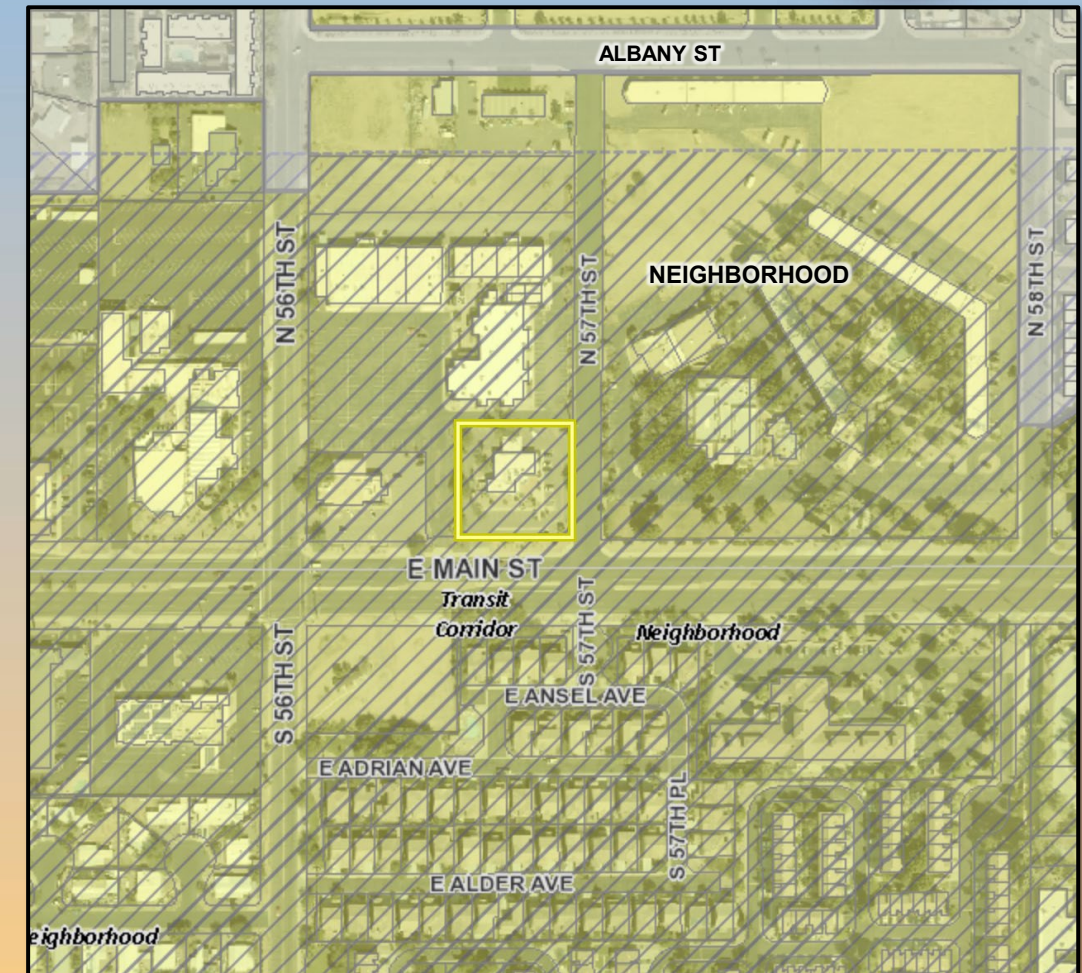 ALBANY ST
N 56TH ST
N 57TH ST
NEIGHBORHOOD
N 58TH ST
E MAIN ST
Transit
Corridor
S 57TH ST
Neighborhood
S 56TH ST
E ANSEL AVE
E ADRIAN AVE
S 57TH PL
E ALDER AVE
eighborhood